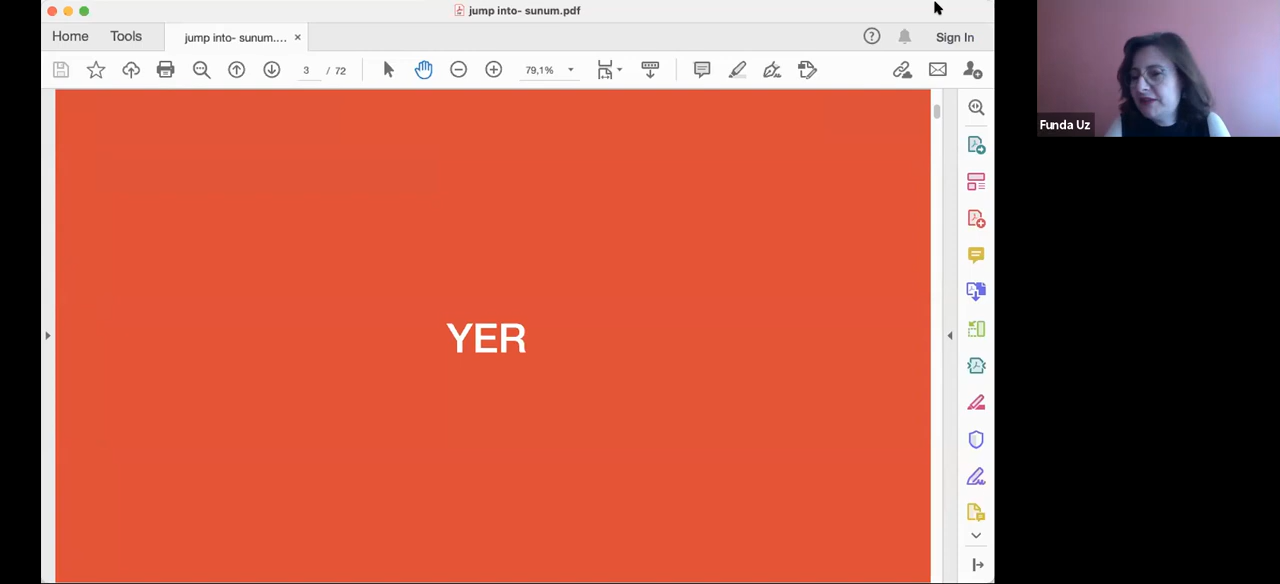 jump into- sunum.pdf
Home
Tools
jump into- sunum....
Sign In
3 / 72
79,1%
YER
Funda Uz